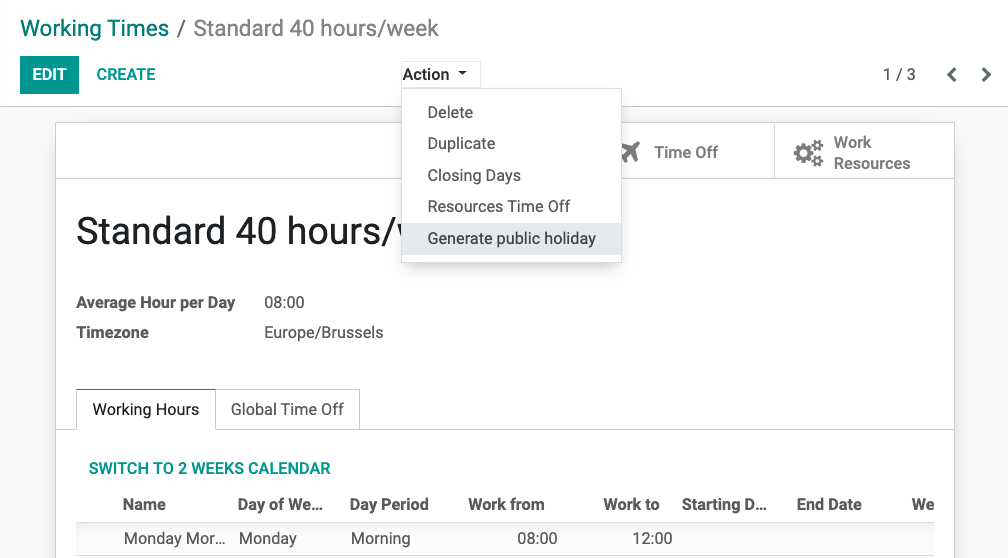 Working Times / Standard 40 hours/week
EDIT CREATE Action 1 / 3
Delete
Duplicate
Closing Days
Resources Time Off
Generate public holiday
Time Off
Work
Resources
Standard 40 hours/
Average Hour per Day 08:00
Timezone Europe/Brussels
Working Hours Global Time Off
SWITCH TO 2 WEEKS CALENDAR
Name Day of We... Day Period Work from Work to Starting D... End Date We
Monday Mor... Monday Morning 08:00 12:00